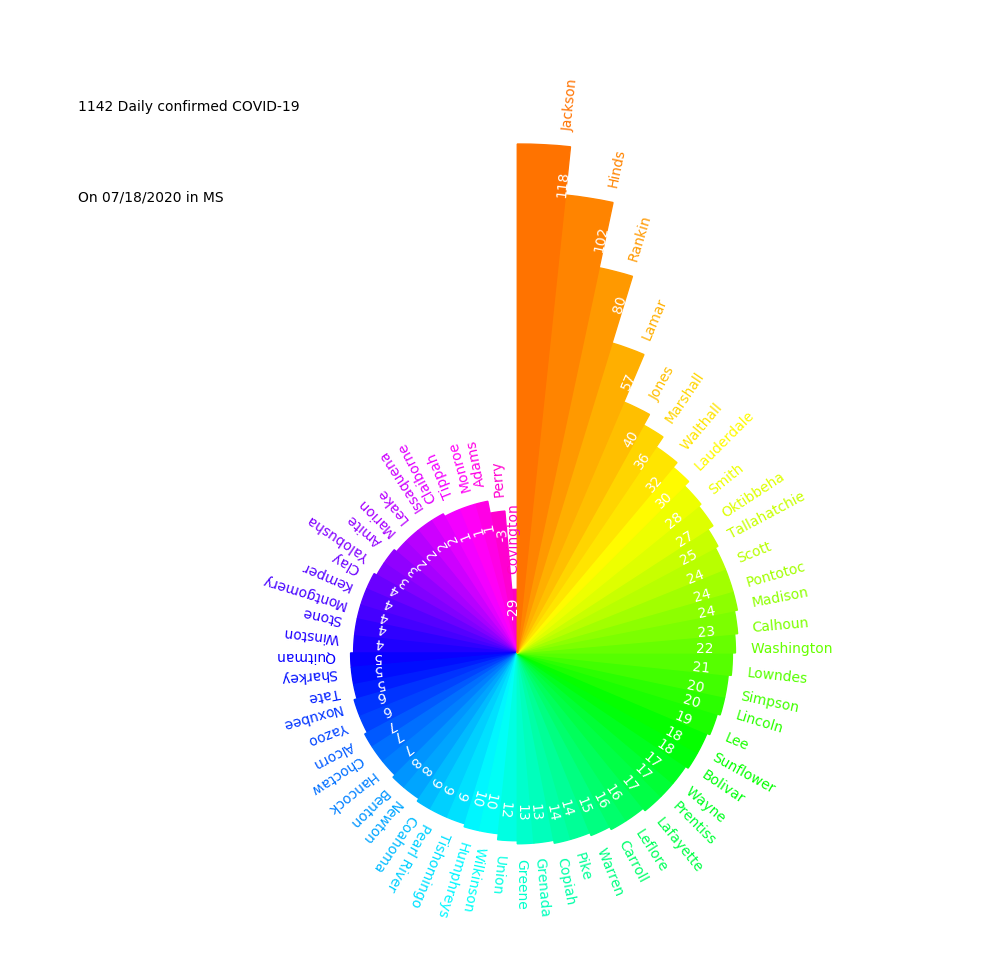 1142 Daily confirmed COVID-19
On 07/18/2020 in MS
Jackson
118
Hinds
102
Rankin
80
Lamar
57
Jones
40
Marshall
36
Walthall
32
Lauderdale
30
Smith
28
Oktibbeha
27
Tallahatchie
25
Scott
24
Pontotoc
24
Madison
24
Calhoun
23
Washington
22
Lowndes
21
Simpson
20
Lincoln
20
Lee
19
Sunflower
18
Bolivar
18
Wayne
17
Prentiss
17
Lafayette
17
Leflore
16
Carroll
16
Warren
15
Pike
14
Copiah
14
Grenada
13
Greene
13
Union
12
Wilkinson
10
Humphreys
10
Tishomingo
9
Pearl River
9
Coahoma
9
Newton
8
Benton
8
Hancock
7
Choctaw
7
Alcorn
7
Yazoo
6
Noxubee
6
Tate
5
Sharkey
5
Quitman
5
Winston
4
Stone
4
Montgomery
4
Kemper
4
Clay
4
Yalobusha
3
Amite
3
Marion
2
Leake
2
Issaquena
2
Claiborne
2
Tippah
1
Monroe
1
Adams
1
Perry
-3
Covington
-29